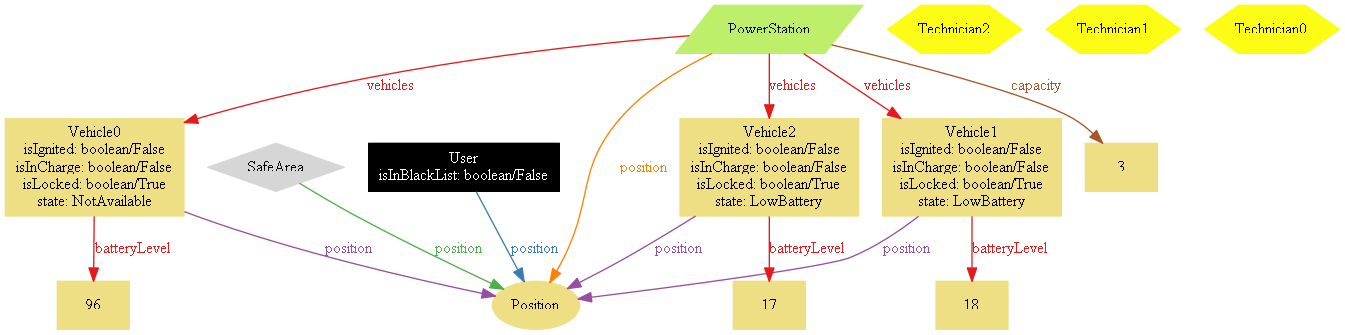 PowerStation
Technician2
Technician1
Technician0
vehicles
vehicles
vehicles
capacity
Vehicle0
isIgnited: boolean/False
isInCharge: boolean/False
isLocked: boolean/True
state: NotAvailable
SafeArea
User
isInBlackList: boolean/False
position
Vehicle2
isIgnited: boolean/False
isInCharge: boolean/False
isLocked: boolean/True
state: LowBattery
Vehicle1
isIgnited: boolean/False
isInCharge: boolean/False
isLocked: boolean/True
state: LowBattery
3
batteryLevel
position
position
position
position
batteryLevel
position
batteryLevel
96
Position
17
18